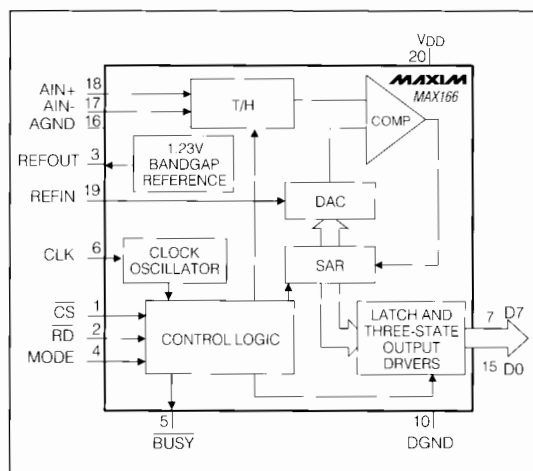 VDD
20
MAXIM
MAX166
AIN+ 18
AIN- 17
AGND 16
T/H
COMP
REFOUT 3
1.23V
BANDGAP
REFERENCE
REFIN 19
DAC
CLK 6
CLOCK
OSCILLATOR
SAR
CS 1
RD 2
MODE 4
CONTROL LOGIC
LATCH AND
THREE-STATE
OUTPUT
DRVERS
7 D7
15 D0
5
BUSY
10
DGND